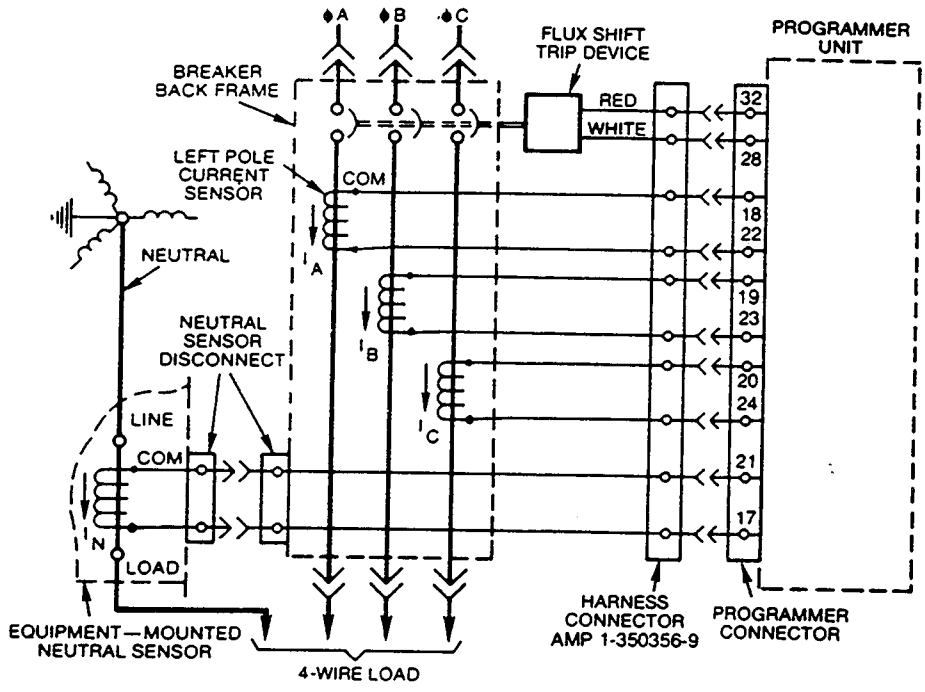 ϕA ϕB ϕC
FLUX SHIFT
TRIP DEVICE
PROGRAMMER
UNIT
BREAKER
BACK FRAME
RED
32
WHITE
28
LEFT POLE
CURRENT
SENSOR
COM
18
22
I A
NEUTRAL
19
23
I B
NEUTRAL
SENSOR
DISCONNECT
20
24
I C
LINE
COM
21
17
I N
LOAD
EQUIPMENT—MOUNTED
NEUTRAL SENSOR
4-WIRE LOAD
HARNESS
CONNECTOR
AMP 1-350356-9
PROGRAMMER
CONNECTOR